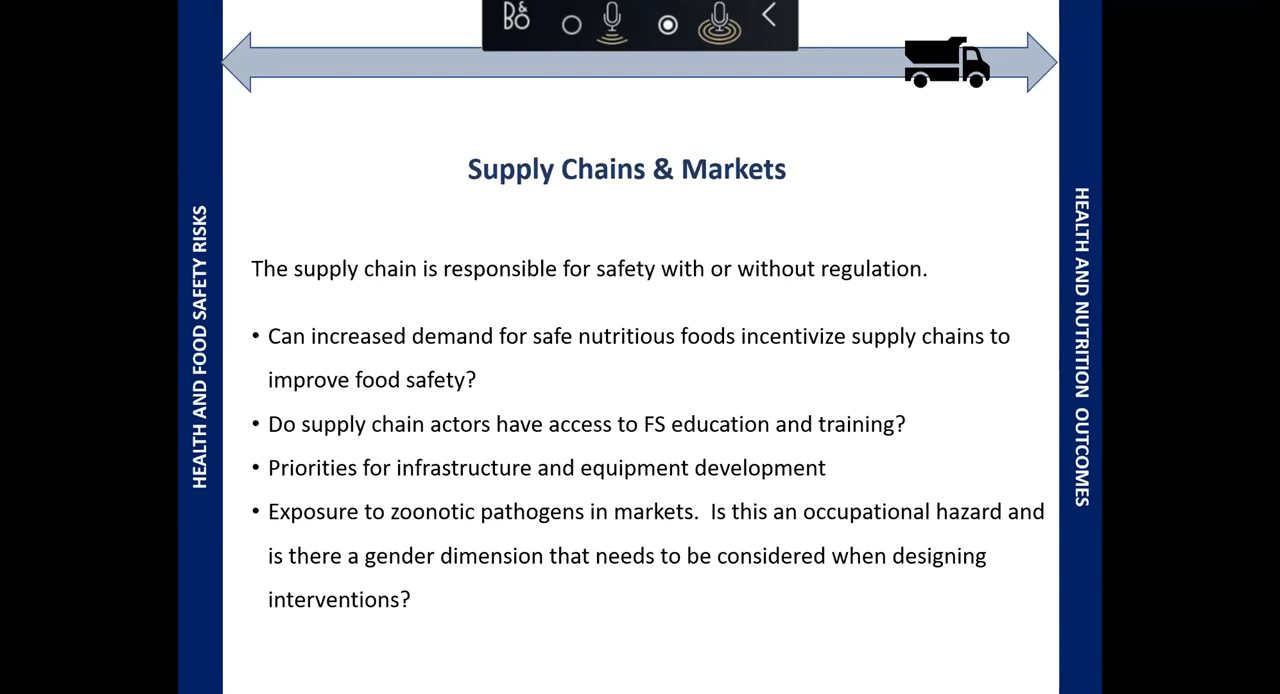 B&O
Supply Chains & Markets
HEALTH AND FOOD SAFETY RISKS
The supply chain is responsible for safety with or without regulation.
• Can increased demand for safe nutritious foods incentivize supply chains to
improve food safety?
• Do supply chain actors have access to FS education and training?
• Priorities for infrastructure and equipment development
• Exposure to zoonotic pathogens in markets.  Is this an occupational hazard and
is there a gender dimension that needs to be considered when designing
interventions?
HEALTH AND NUTRITION  OUTCOMES